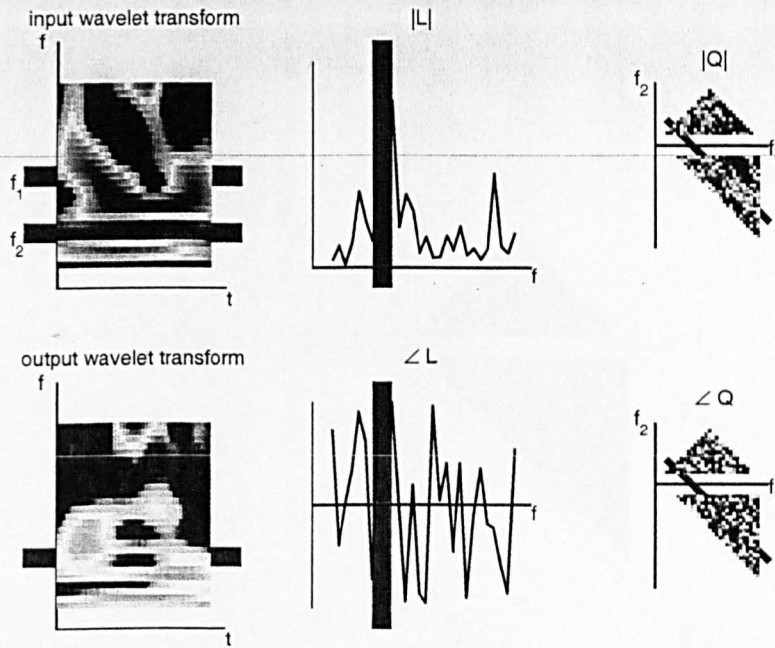 input wavelet transform
f
f1
f2
t
|L|
f
|Q|
f2
f
output wavelet transform
f
t
∠ L
f
∠ Q
f2
f